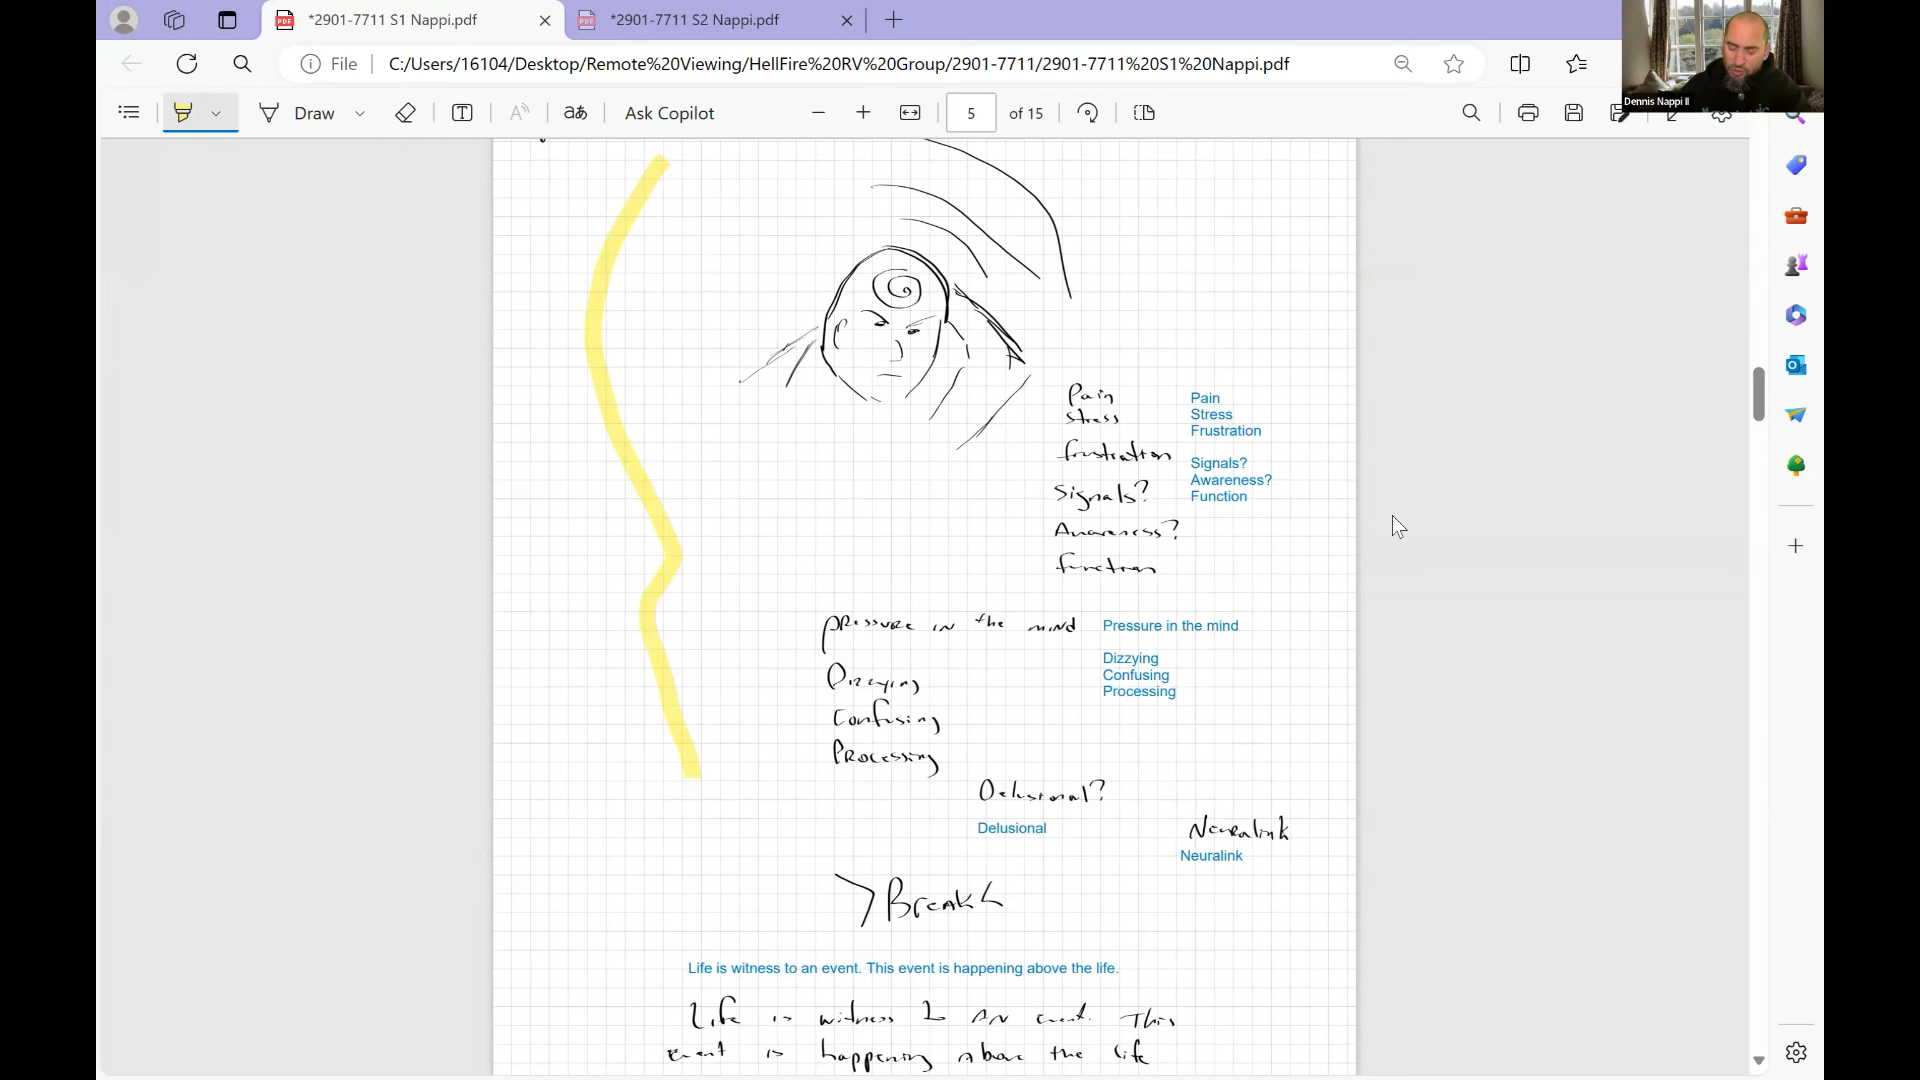 *2901-7711 S1 Nappi.pdf
*2901-7711 S2 Nappi.pdf
File
C:/Users/16104/Desktop/Remote%20Viewing/HellFire%20RV%20Group/2901-7711/2901-7711%20S1%20Nappi.pdf
Draw
Ask Copilot
5 of 15
Dennis Nappi II
Pain
Stress
Frustration
Signals?
Awareness?
Function
Pain
Stress
Frustration
Signals?
Awareness?
Function
Pressure in the mind
Pressure in the mind
Dizzying
Confusing
Processing
Dizzying
Confusing
Processing
Delusional?
Delusional
Neuralink
Neuralink
Break
Life is witness to an event. This event is happening above the life.
Life is witness to an event. This
event is happening above the life